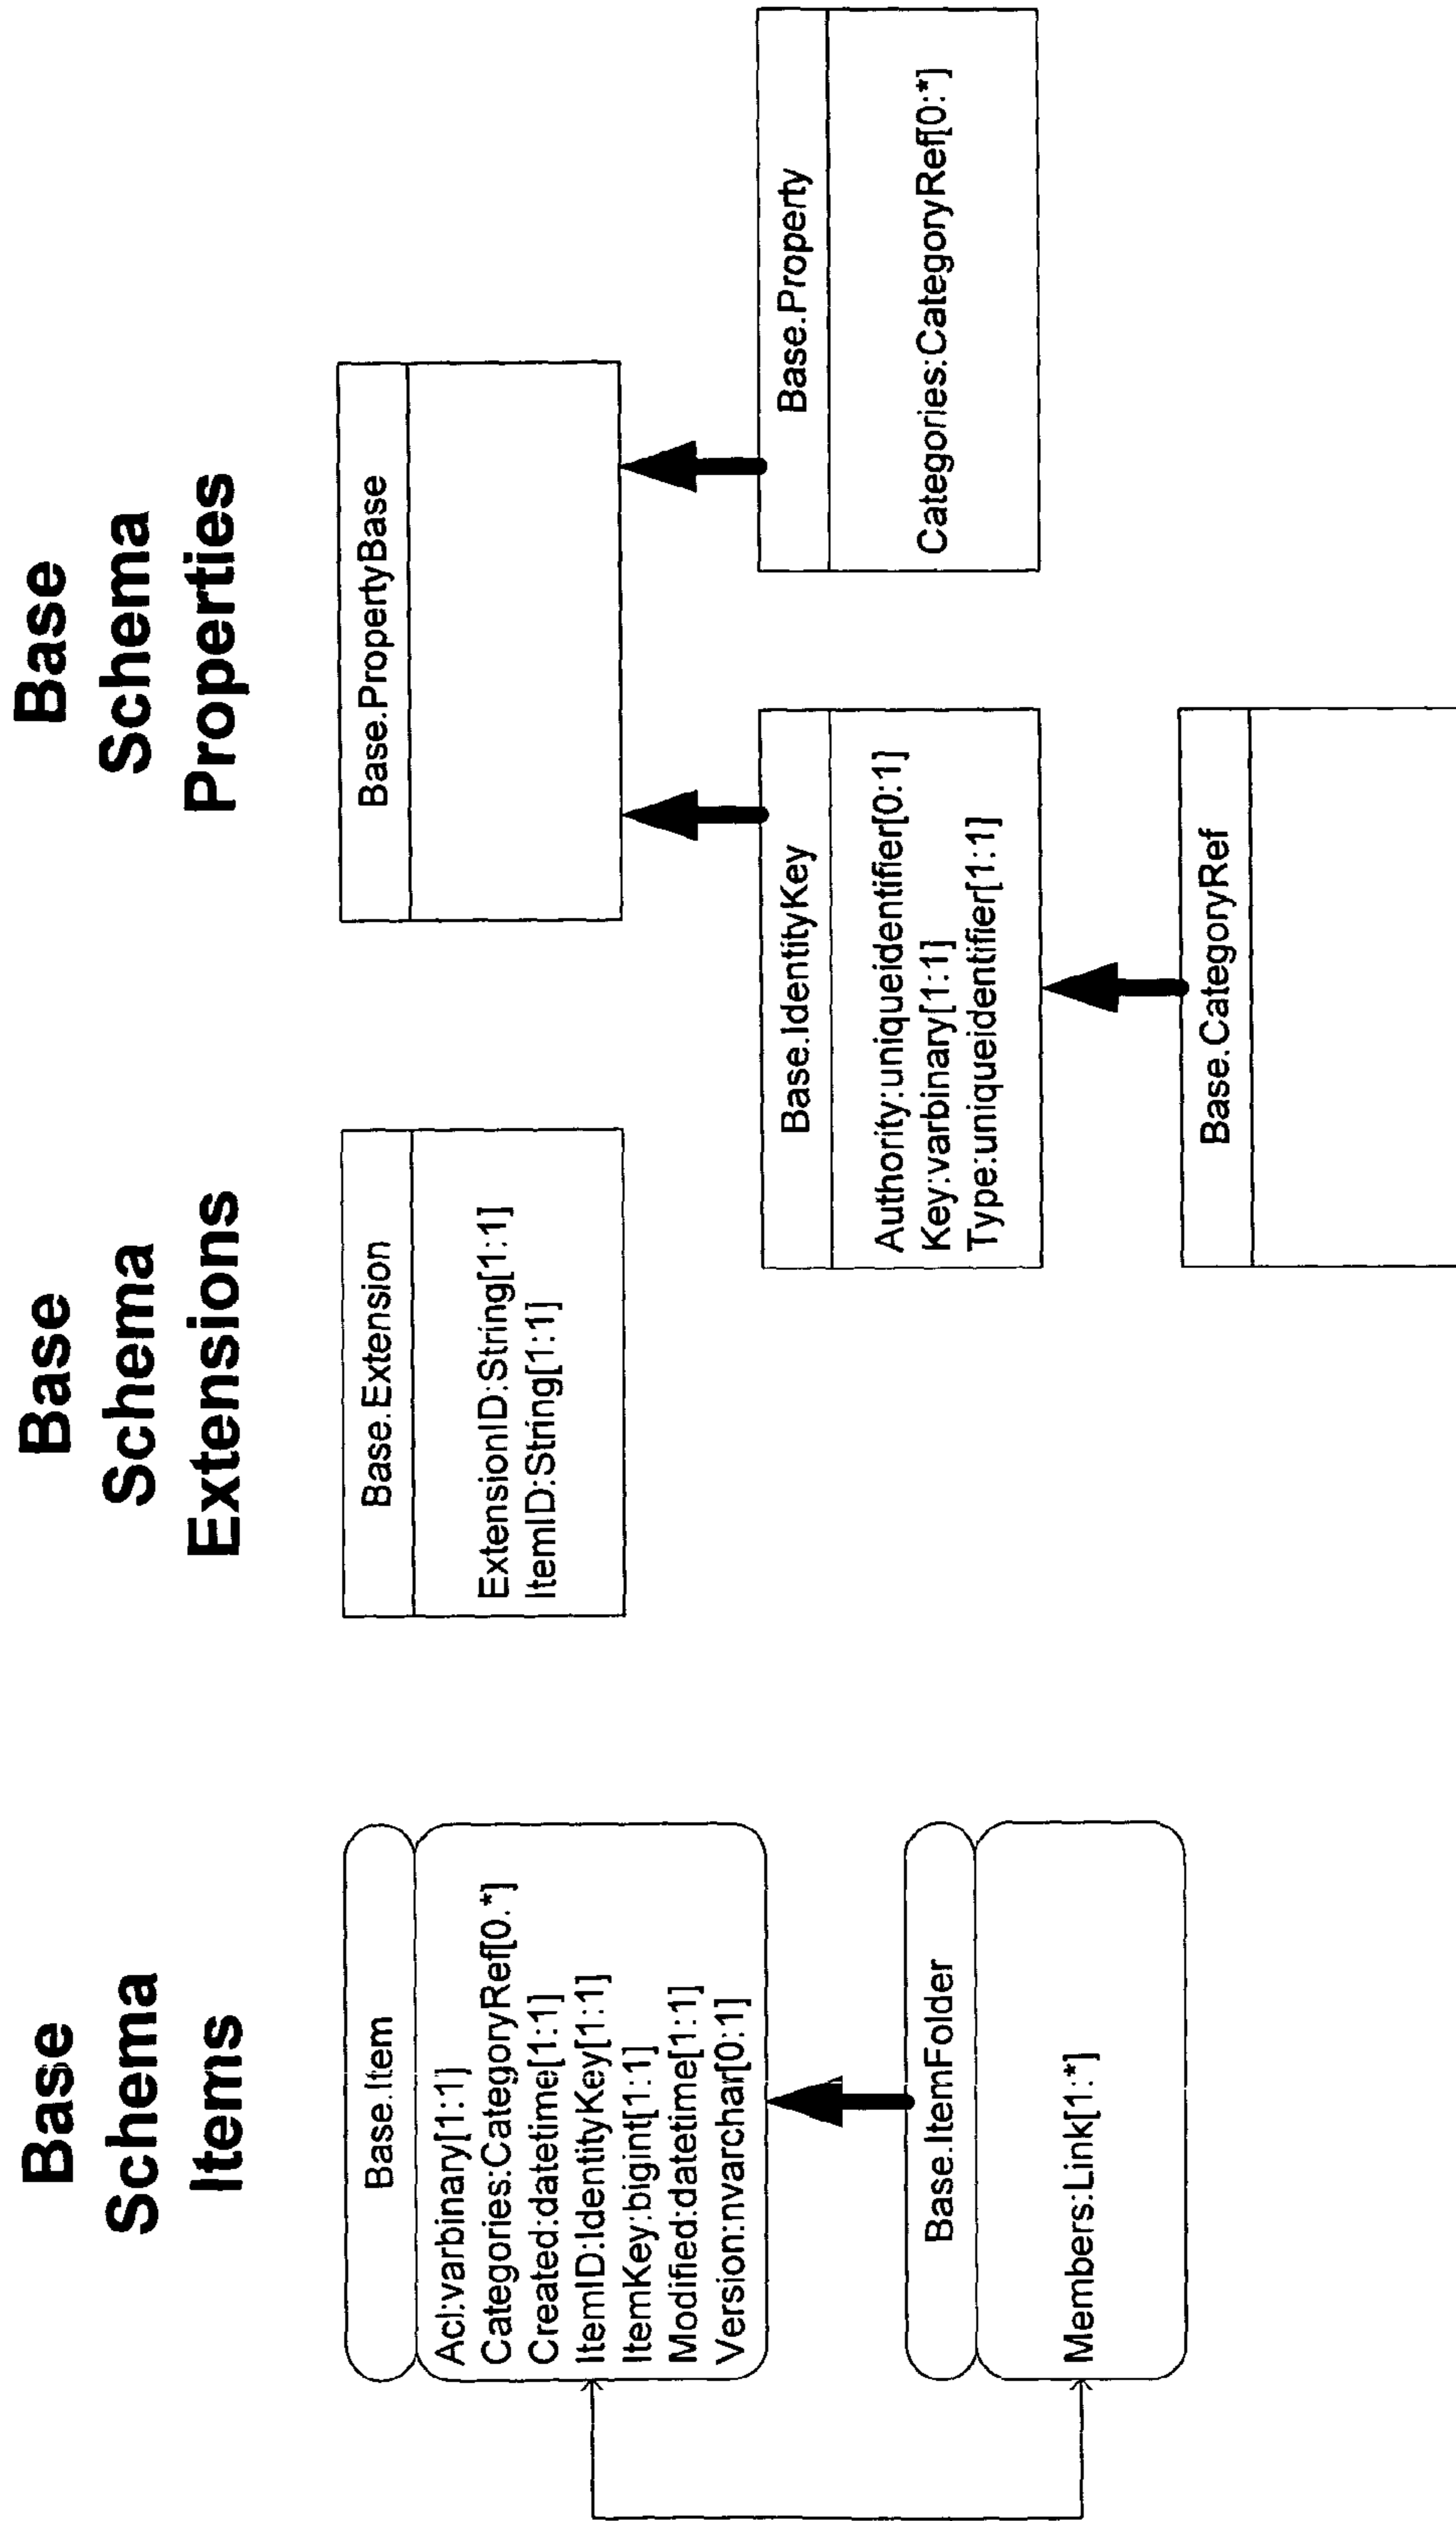 Base
Schema
Items
Base.Item
Acl:varbinary[1:1]
Categories:CategoryRef[0.*]
Created:datetime[1:1]
ItemID:IdentityKey[1:1]
ItemKey:bigint[1:1]
Modified:datetime[1:1]
Version:nvarchar[0:1]
Base.ItemFolder
Members:Link[1:*]
Base
Schema
Extensions
Base.Extension
ExtensionID:String[1:1]
ItemID:String[1:1]
Base
Schema
Properties
Base.PropertyBase
Base.IdentityKey
Authority:uniqueidentifier[0:1]
Key:varbinary[1:1]
Type:uniqueidentifier[1:1]
Base.Property
Categories:CategoryRef[0:*]
Base.CategoryRef